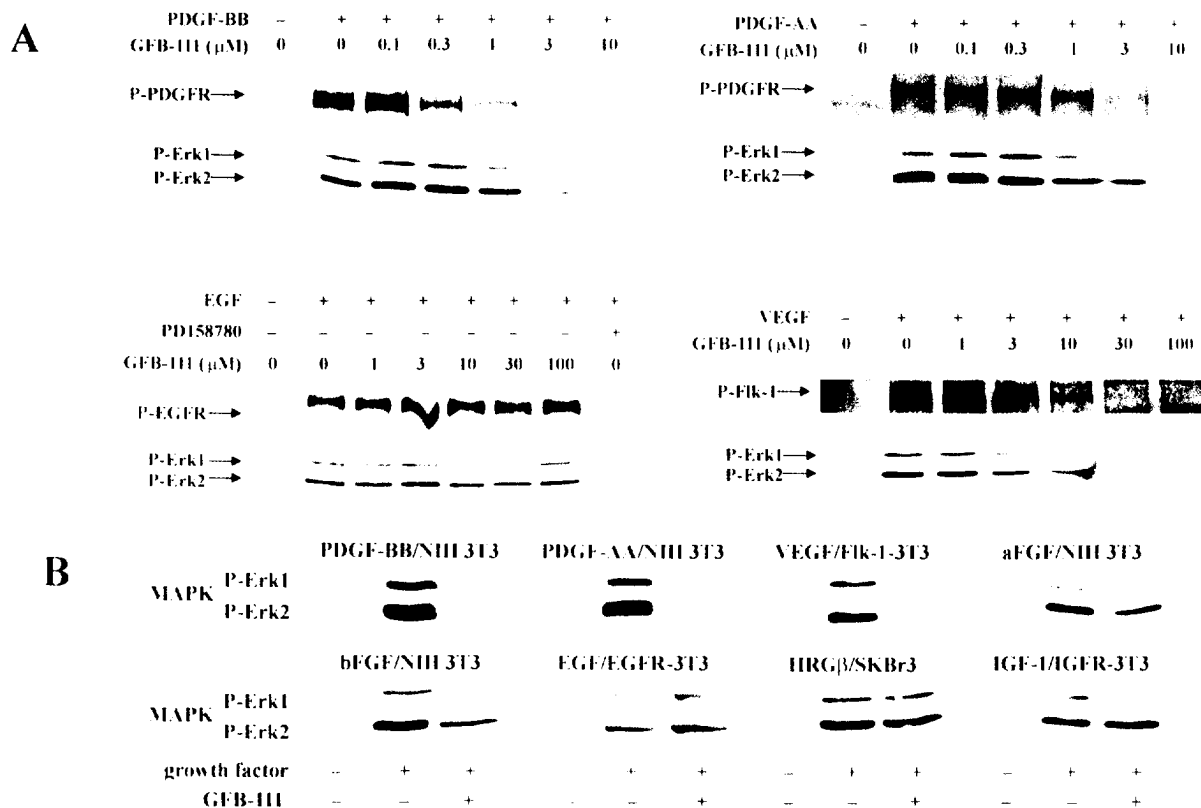 A
PDGF-BB – + + + + + +
GFB-111 (µM) 0 0 0.1 0.3 1 3 10
P-PDGFR
P-Erk1
P-Erk2
PDGF-AA – + + + + + +
GFB-111 (µM) 0 0 0.1 0.3 1 3 10
P-PDGFR
P-Erk1
P-Erk2
EGF – + + + + + + +
PD158780 – – – – – – – +
GFB-111 (µM) 0 0 1 3 10 30 100 0
P-EGFR
P-Erk1
P-Erk2
VEGF – + + + + + +
GFB-111 (µM) 0 0 1 3 10 30 100
P-Flk-1
P-Erk1
P-Erk2
B
PDGF-BB/NIH 3T3 PDGF-AA/NIH 3T3 VEGF/Flk-1-3T3 aFGF/NIH 3T3
MAPK P-Erk1
P-Erk2
bFGF/NIH 3T3 EGF/EGFR-3T3 HRGβ/SKBr3 IGF-1/IGFR-3T3
MAPK P-Erk1
P-Erk2
growth factor – + + – + + – + + – + +
GFB-111 – – + – – + – – + – – +